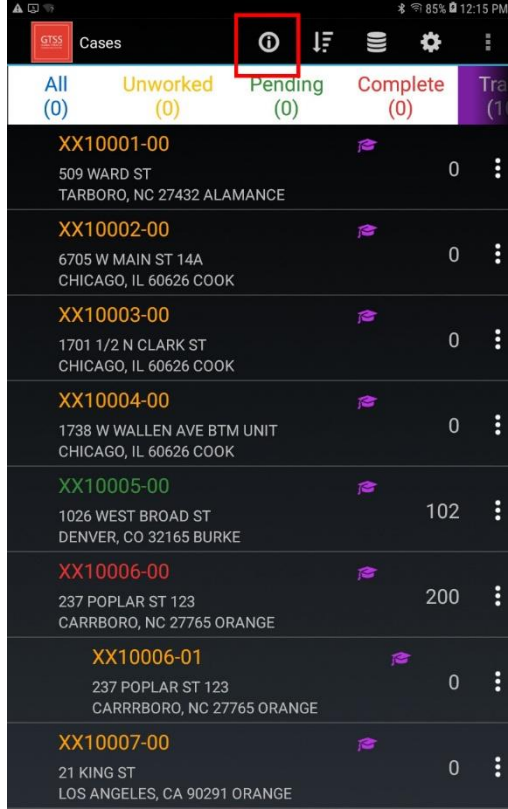 85% 12:15 PM
GTSS Cases
All Unworked Pending Complete Tra
(0) (0) (0) (0) (1
XX10001-00
509 WARD ST 0
TARBORO, NC 27432 ALAMANCE
XX10002-00
6705 W MAIN ST 14A 0
CHICAGO, IL 60626 COOK
XX10003-00
1701 1/2 N CLARK ST 0
CHICAGO, IL 60626 COOK
XX10004-00
1738 W WALLEN AVE BTM UNIT 0
CHICAGO, IL 60626 COOK
XX10005-00
1026 WEST BROAD ST 102
DENVER, CO 32165 BURKE
XX10006-00
237 POPLAR ST 123 200
CARRBORO, NC 27765 ORANGE
XX10006-01
237 POPLAR ST 123 0
CARRRBORO, NC 27765 ORANGE
XX10007-00
21 KING ST 0
LOS ANGELES, CA 90291 ORANGE